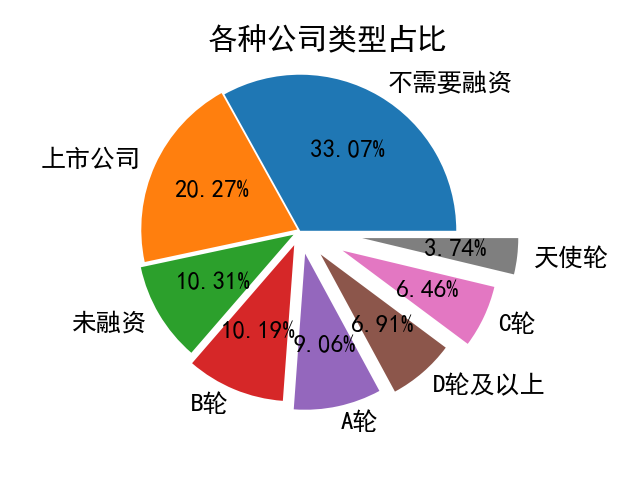 各种公司类型占比
不需要融资
33.07%
上市公司
20.27%
未融资
10.31%
B轮
10.19%
A轮
9.06%
D轮及以上
6.91%
C轮
6.46%
天使轮
3.74%